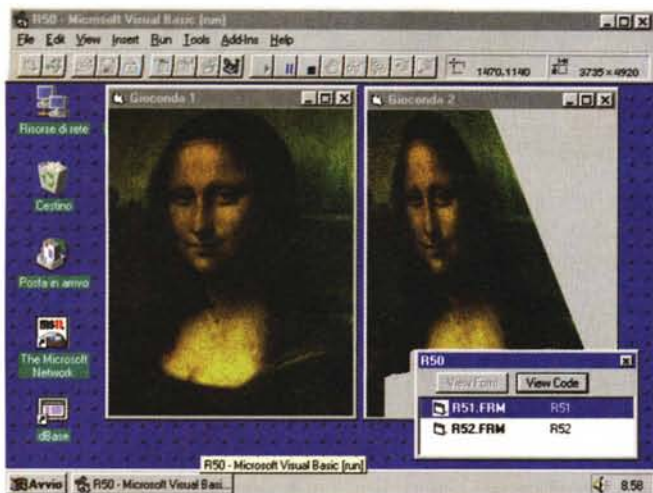 R50 - Microsoft Visual Basic [run]
File Edit View Insert Run Tools Add-Ins Help
1470,1140 3735 × 4920
Risorse di rete
Cestino
Posta in arrivo
msn
The Microsoft Network
dBase
Gioconda 1
Gioconda 2
R50
View Form View Code
R51.FRM R51
R52.FRM R52
R50 - Microsoft Visual Basic [run]
Avvio R50 - Microsoft Visual Basi... 8.58